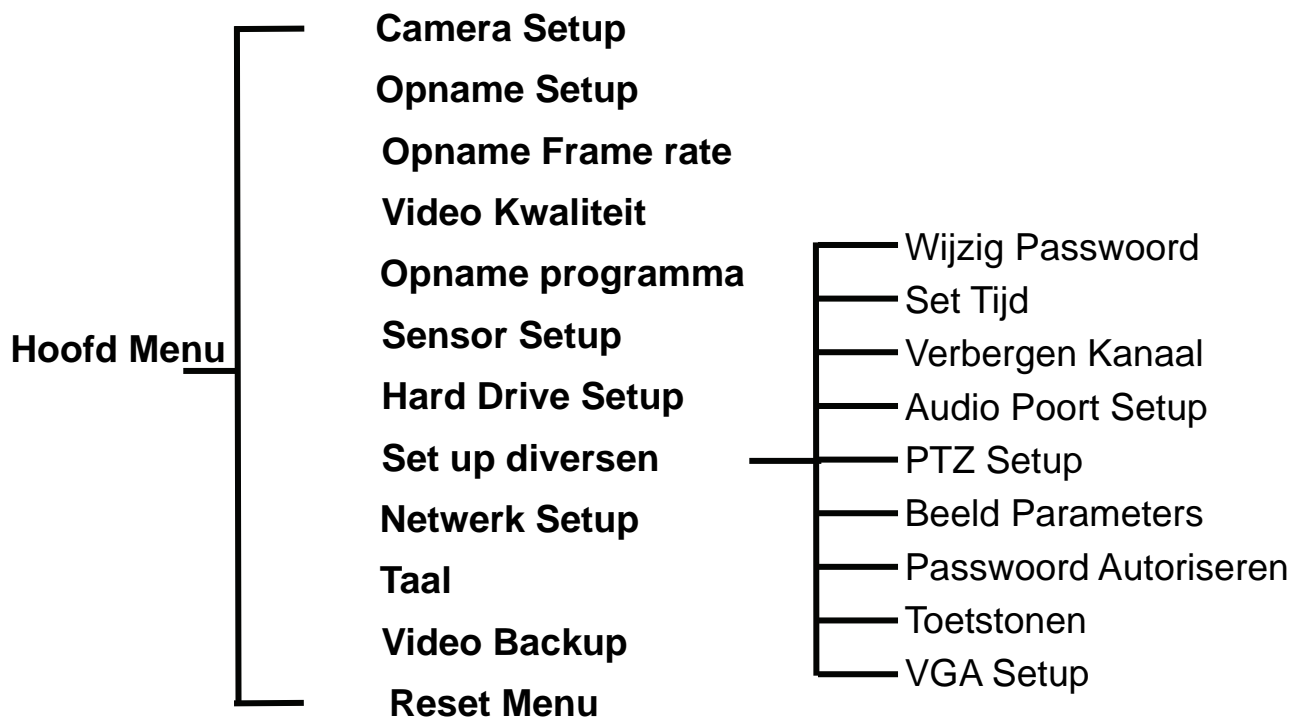 Hoofd Menu
Camera Setup
Opname Setup
Opname Frame rate
Video Kwaliteit
Opname programma
Sensor Setup
Hard Drive Setup
Set up diversen
Netwerk Setup
Taal
Video Backup
Reset Menu
Wijzig Passwoord
Set Tijd
Verbergen Kanaal
Audio Poort Setup
PTZ Setup
Beeld Parameters
Passwoord Autoriseren
Toetstonen
VGA Setup